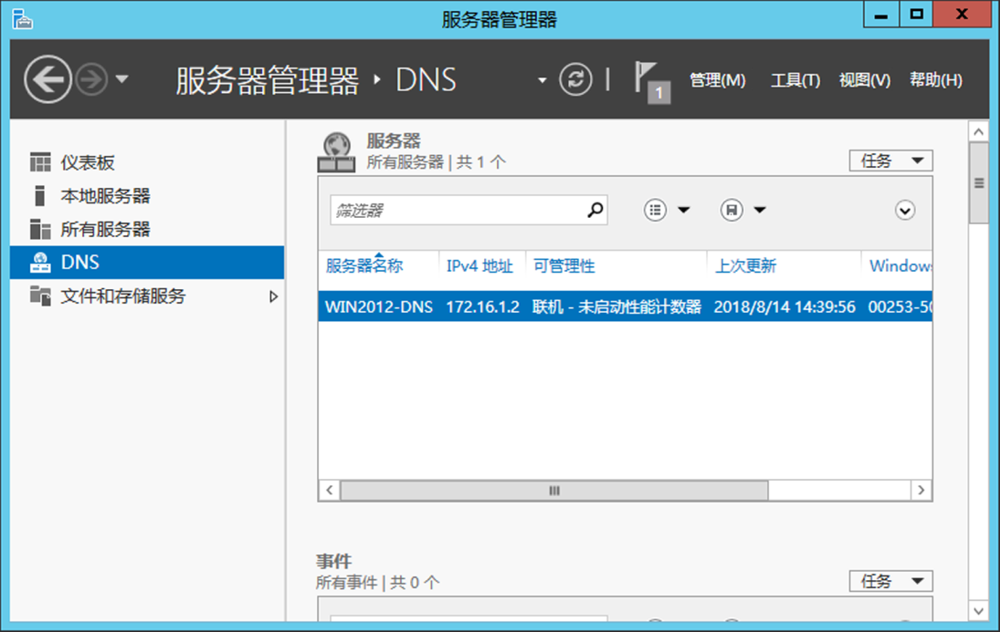 服务器管理器
服务器管理器 ‣ DNS
1
管理(M) 工具(T) 视图(V) 帮助(H)
仪表板
本地服务器
所有服务器
DNS
文件和存储服务
服务器
所有服务器 | 共 1 个
任务
筛选器
服务器名称 IPv4 地址 可管理性 上次更新 Windows
WIN2012-DNS 172.16.1.2 联机 - 未启动性能计数器 2018/8/14 14:39:56 00253-50
事件
所有事件 | 共 0 个
任务